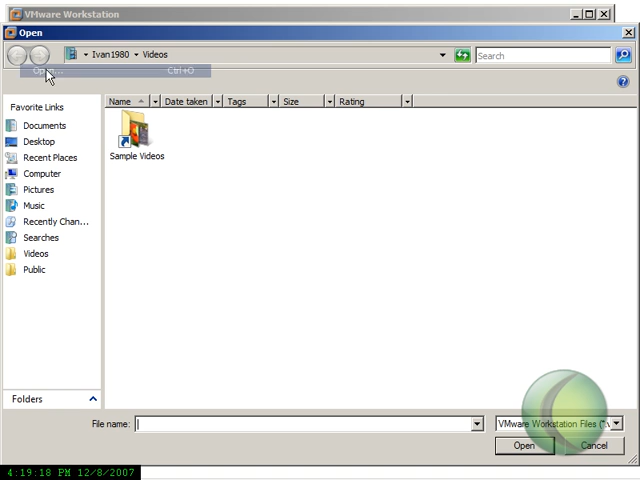 VMware Workstation
Open
Ivan1980 Videos
Search
Open... Ctrl+O
Favorite Links
Documents
Desktop
Recent Places
Computer
Pictures
Music
Recently Chan...
Searches
Videos
Public
Name Date taken Tags Size Rating
Sample Videos
Folders
File name:
VMware Workstation Files (*.v
Open
Cancel
4:19:18 PM 12/8/2007